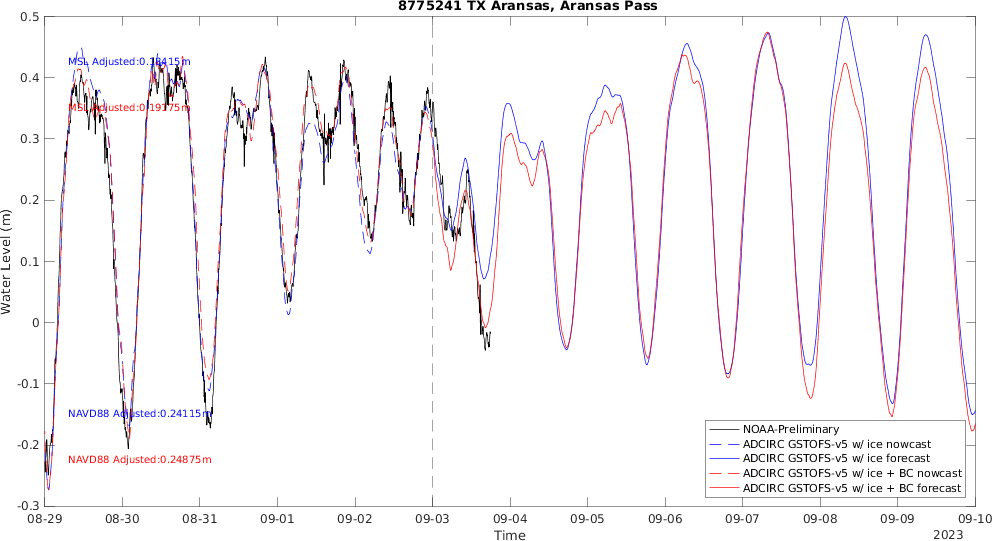 8775241 TX Aransas, Aransas Pass
0.5
0.4
0.3
0.2
0.1
0
-0.1
-0.2
-0.3
Water Level (m)
MSL Adjusted:0.18415m
MSL Adjusted:0.19175m
NAVD88 Adjusted:0.24115m
NAVD88 Adjusted:0.24875m
NOAA-Preliminary
ADCIRC GSTOFS-v5 w/ ice nowcast
ADCIRC GSTOFS-v5 w/ ice forecast
ADCIRC GSTOFS-v5 w/ ice + BC nowcast
ADCIRC GSTOFS-v5 w/ ice + BC forecast
08-29 08-30 08-31 09-01 09-02 09-03 09-04 09-05 09-06 09-07 09-08 09-09 09-10
Time
2023